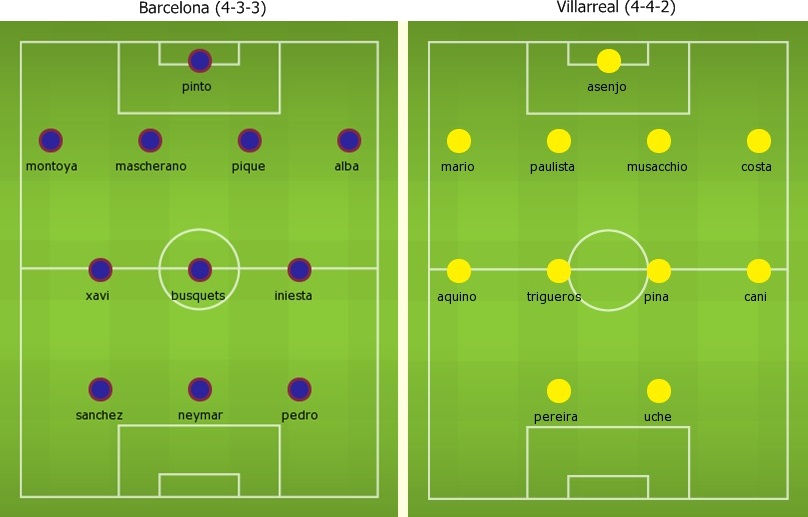 Barcelona (4-3-3)
pinto
montoya mascherano pique alba
xavi busquets iniesta
sanchez neymar pedro
Villarreal (4-4-2)
asenjo
mario paulista musacchio costa
aquino trigueros pina cani
pereira uche